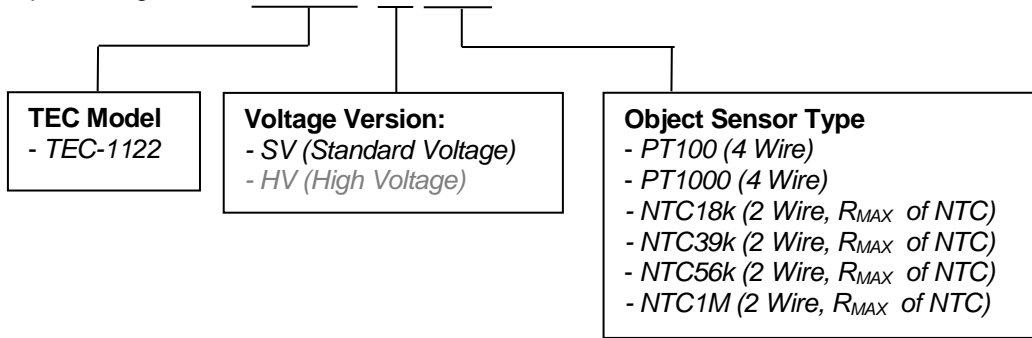 TEC Model
- TEC-1122
Voltage Version:
- SV (Standard Voltage)
- HV (High Voltage)
Object Sensor Type
- PT100 (4 Wire)
- PT1000 (4 Wire)
- NTC18k (2 Wire, RMAX of NTC)
- NTC39k (2 Wire, RMAX of NTC)
- NTC56k (2 Wire, RMAX of NTC)
- NTC1M (2 Wire, RMAX of NTC)